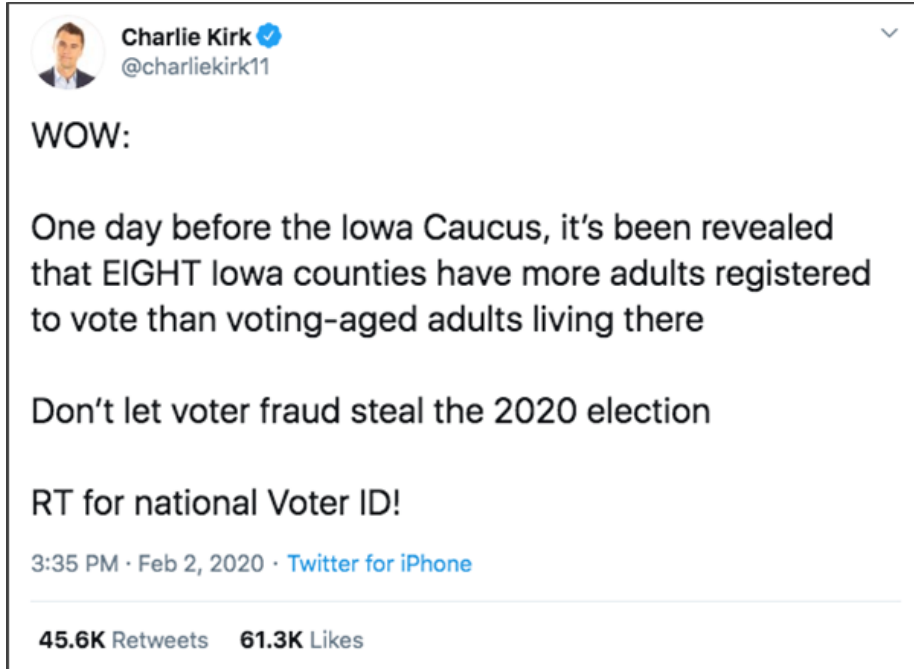 Charlie Kirk
@charliekirk11
WOW:
One day before the Iowa Caucus, it's been revealed
that EIGHT Iowa counties have more adults registered
to vote than voting-aged adults living there
Don't let voter fraud steal the 2020 election
RT for national Voter ID!
3:35 PM · Feb 2, 2020 · Twitter for iPhone
45.6K Retweets 61.3K Likes